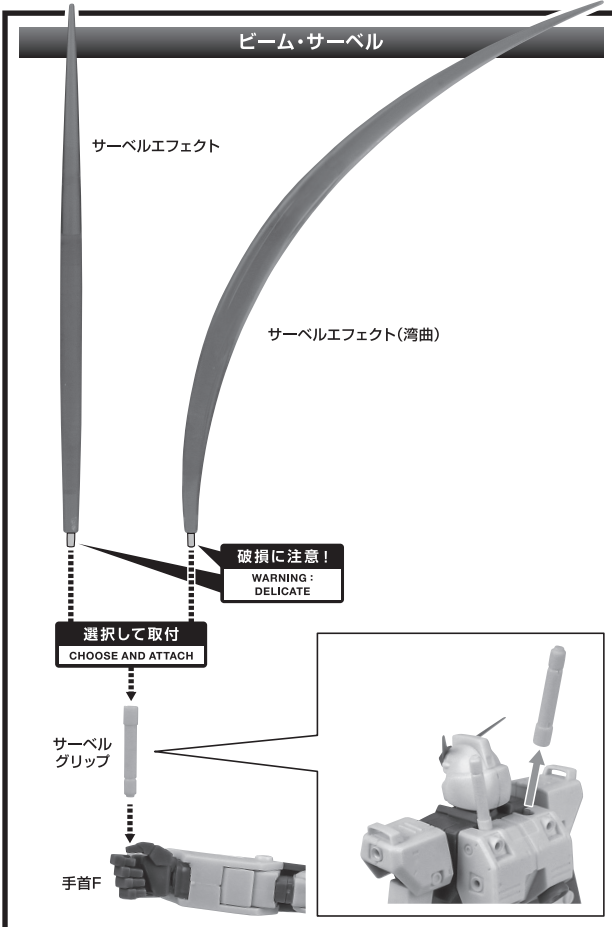 ビーム・サーベル
サーベルエフェクト
サーベルエフェクト(湾曲)
破損に注意!
WARNING:
DELICATE
選択して取付
CHOOSE AND ATTACH
サーベル
グリップ
手首F